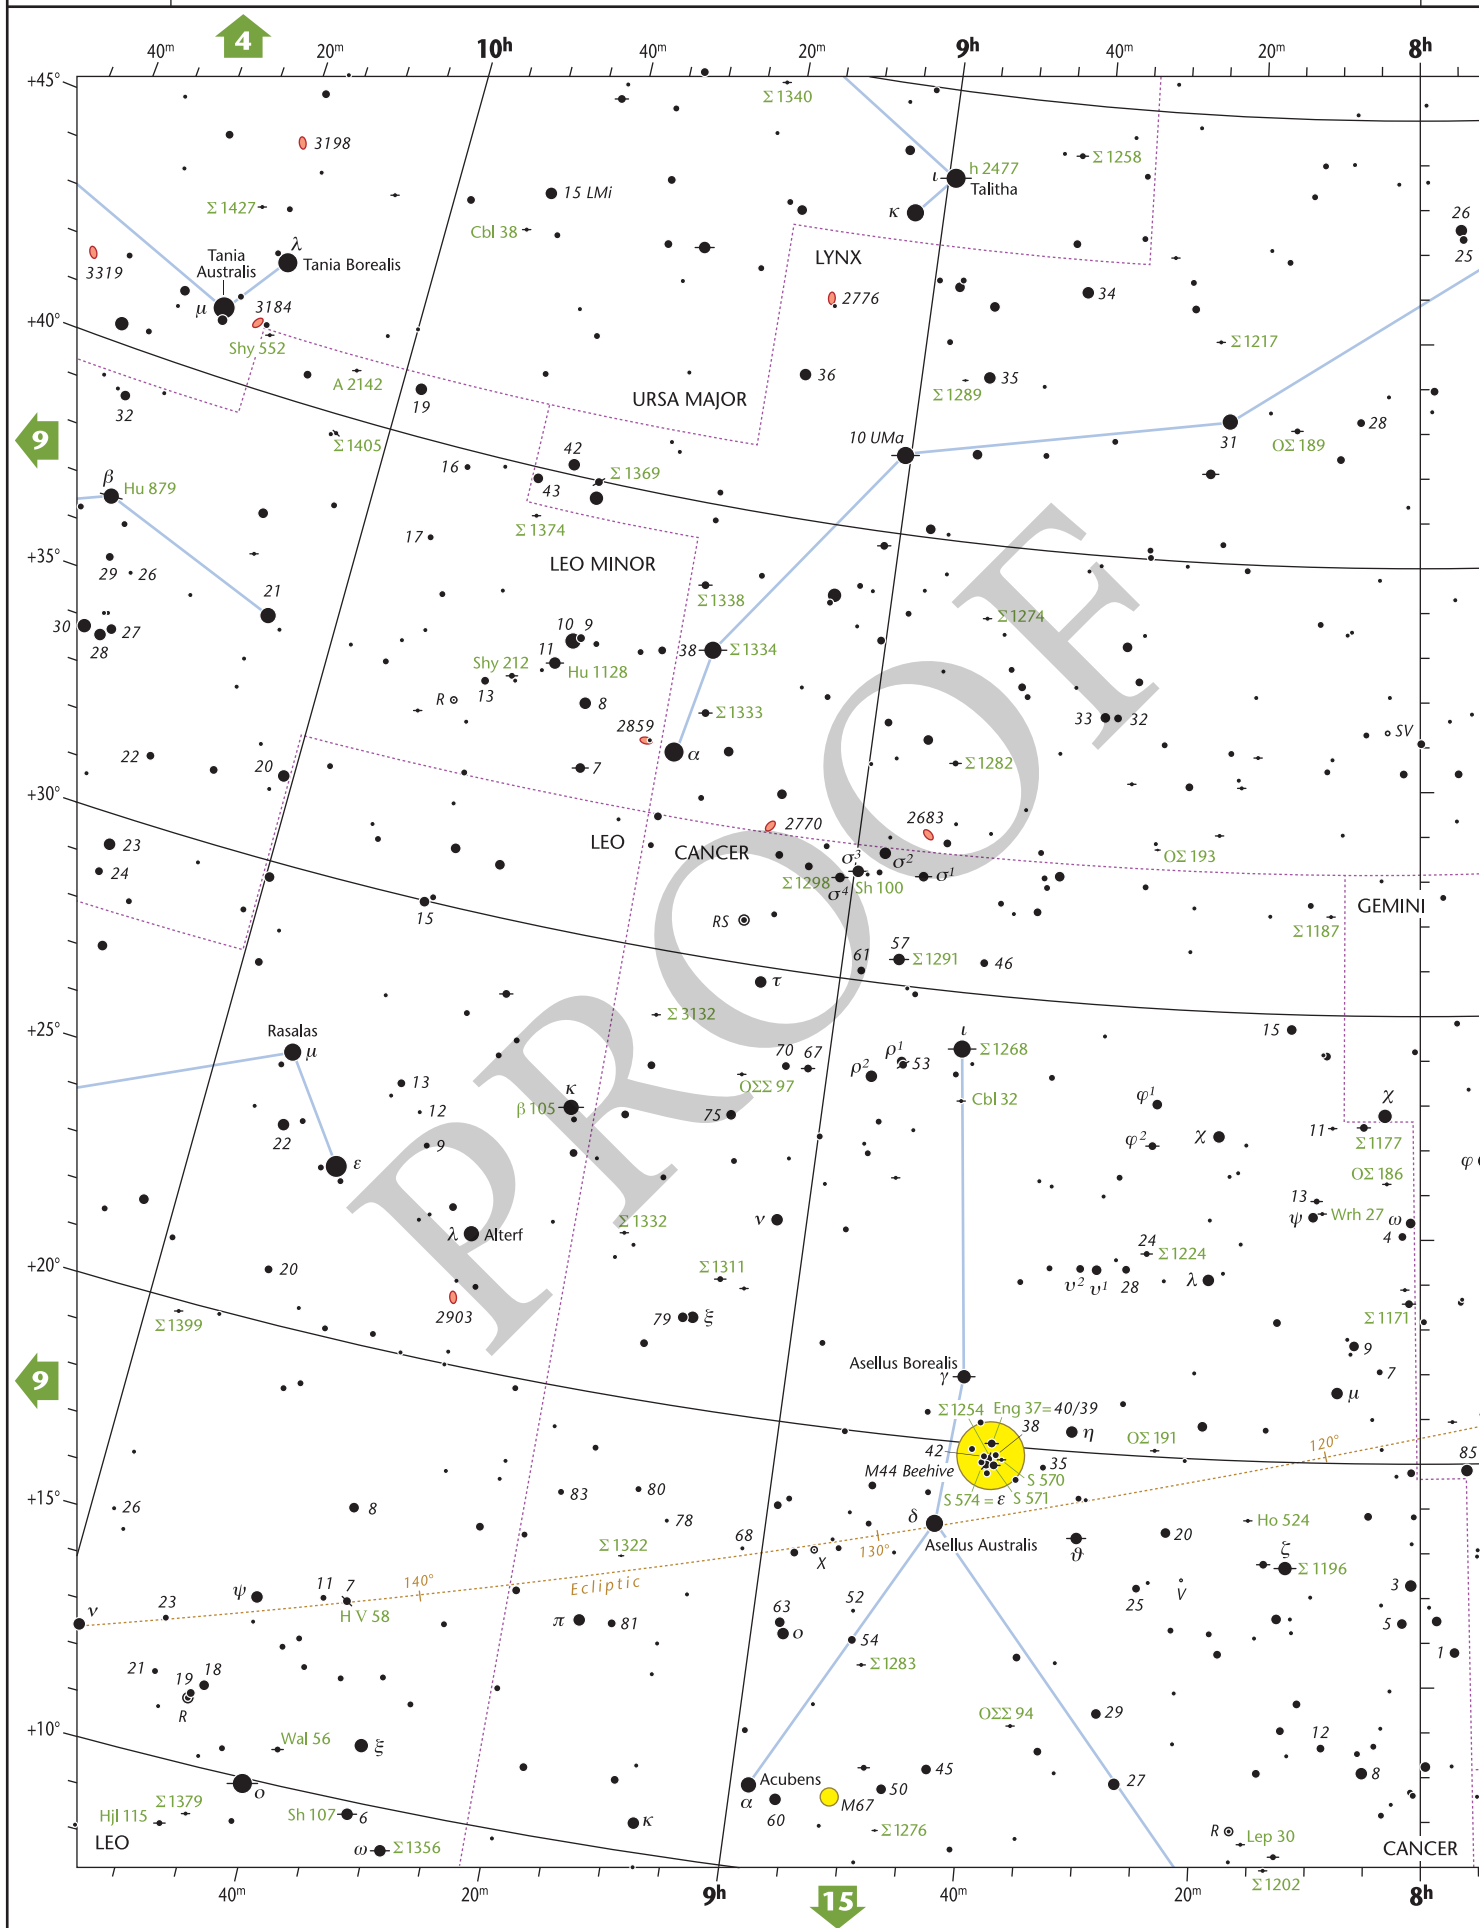 4
40m 20m 10h 40m 20m 9h 40m 20m 8h
+45°
Σ 1340
3198
h 2477
Σ 1258
ι
Talitha
15 LMi
Σ 1427
κ
26
Cbl 38
25
λ
Tania Borealis
Tania
Australis
LYNX
3319
μ
3184
2776
34
+40°
Shy 552
Σ 1217
A 2142
36
Σ 1289
35
19
URSA MAJOR
32
31
28
9
Σ 1405
10 UMa
OΣ 189
42
16
Σ 1369
β
Hu 879
43
Σ 1374
17
+35°
LEO MINOR
29
26
21
Σ 1338
Σ 1274
30
27
28
10
9
11
38
Σ 1334
Shy 212
Hu 1128
R
13
8
Σ 1333
33
32
2859
SV
22
α
20
7
Σ 1282
+30°
2770
2683
23
LEO
CANCER
σ3
σ2
OΣ 193
24
Σ 1298
Sh 100
σ1
σ4
15
RS
GEMINI
Σ 1187
57
61
Σ 1291
46
τ
Σ 3132
+25°
Rasalas
μ
ι
Σ 1268
15
70
67
ρ1
53
ρ2
OΣΣ 97
13
κ
β 105
12
75
Cbl 32
φ1
χ
22
9
φ2
χ
11
Σ 1177
ε
OΣ 186
φ
13
ψ
Wrh 27
ω
4
λ
Alterf
Σ 1332
ν
24
Σ 1224
+20°
20
Σ 1311
υ2
υ1
28
λ
2903
Σ 1399
79
ξ
Σ 1171
9
7
9
Asellus Borealis
γ
μ
Σ 1254
Eng 37= 40/39
38
η
42
OΣ 191
120°
85
M44 Beehive
35
S 570
S 574 = ε
S 571
+15°
26
8
83
80
78
δ
Asellus Australis
20
Ho 524
Σ 1322
68
X
130°
ϑ
ζ
Σ 1196
140°
Ecliptic
ψ
11
7
H V 58
ν
23
52
25
V
3
π
81
63
ο
54
5
1
21
19
18
R
Σ 1283
OΣΣ 94
29
+10°
Wal 56
ξ
12
45
8
ο
Acubens
α
60
M67
50
27
Hjl 115
Σ 1379
Sh 107
6
κ
Σ 1276
R
Lep 30
LEO
ω
Σ 1356
CANCER
Σ 1202
40m 20m 9h 40m 20m 8h
15
PROOF